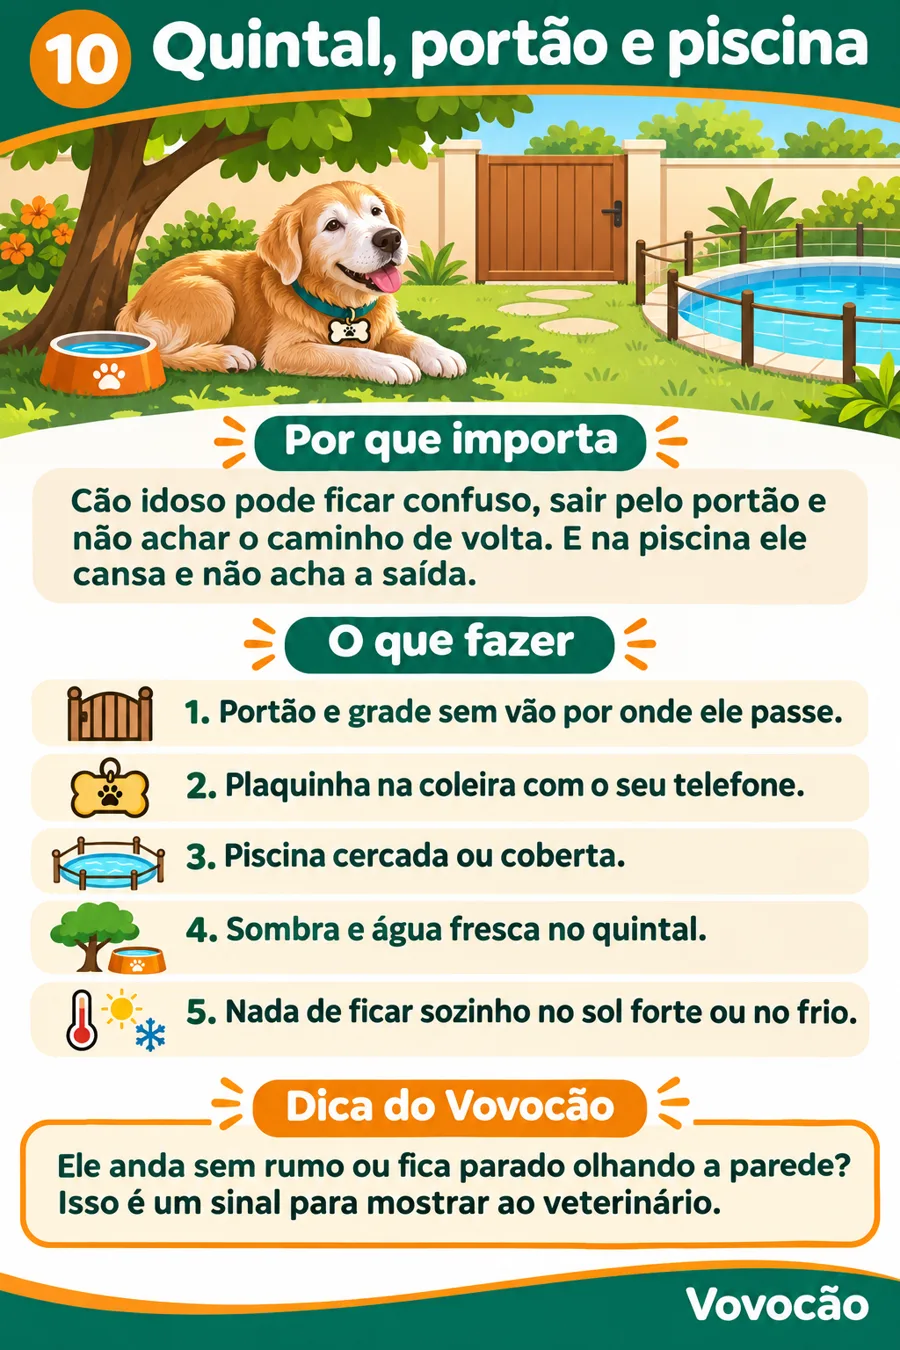 10 Quintal, portão e piscina
Por que importa
Cão idoso pode ficar confuso, sair pelo portão e
não achar o caminho de volta. E na piscina ele
cansa e não acha a saída.
O que fazer
1. Portão e grade sem vão por onde ele passe.
2. Plaquinha na coleira com o seu telefone.
3. Piscina cercada ou coberta.
4. Sombra e água fresca no quintal.
5. Nada de ficar sozinho no sol forte ou no frio.
Dica do Vovocão
Ele anda sem rumo ou fica parado olhando a parede?
Isso é um sinal para mostrar ao veterinário.
Vovocão